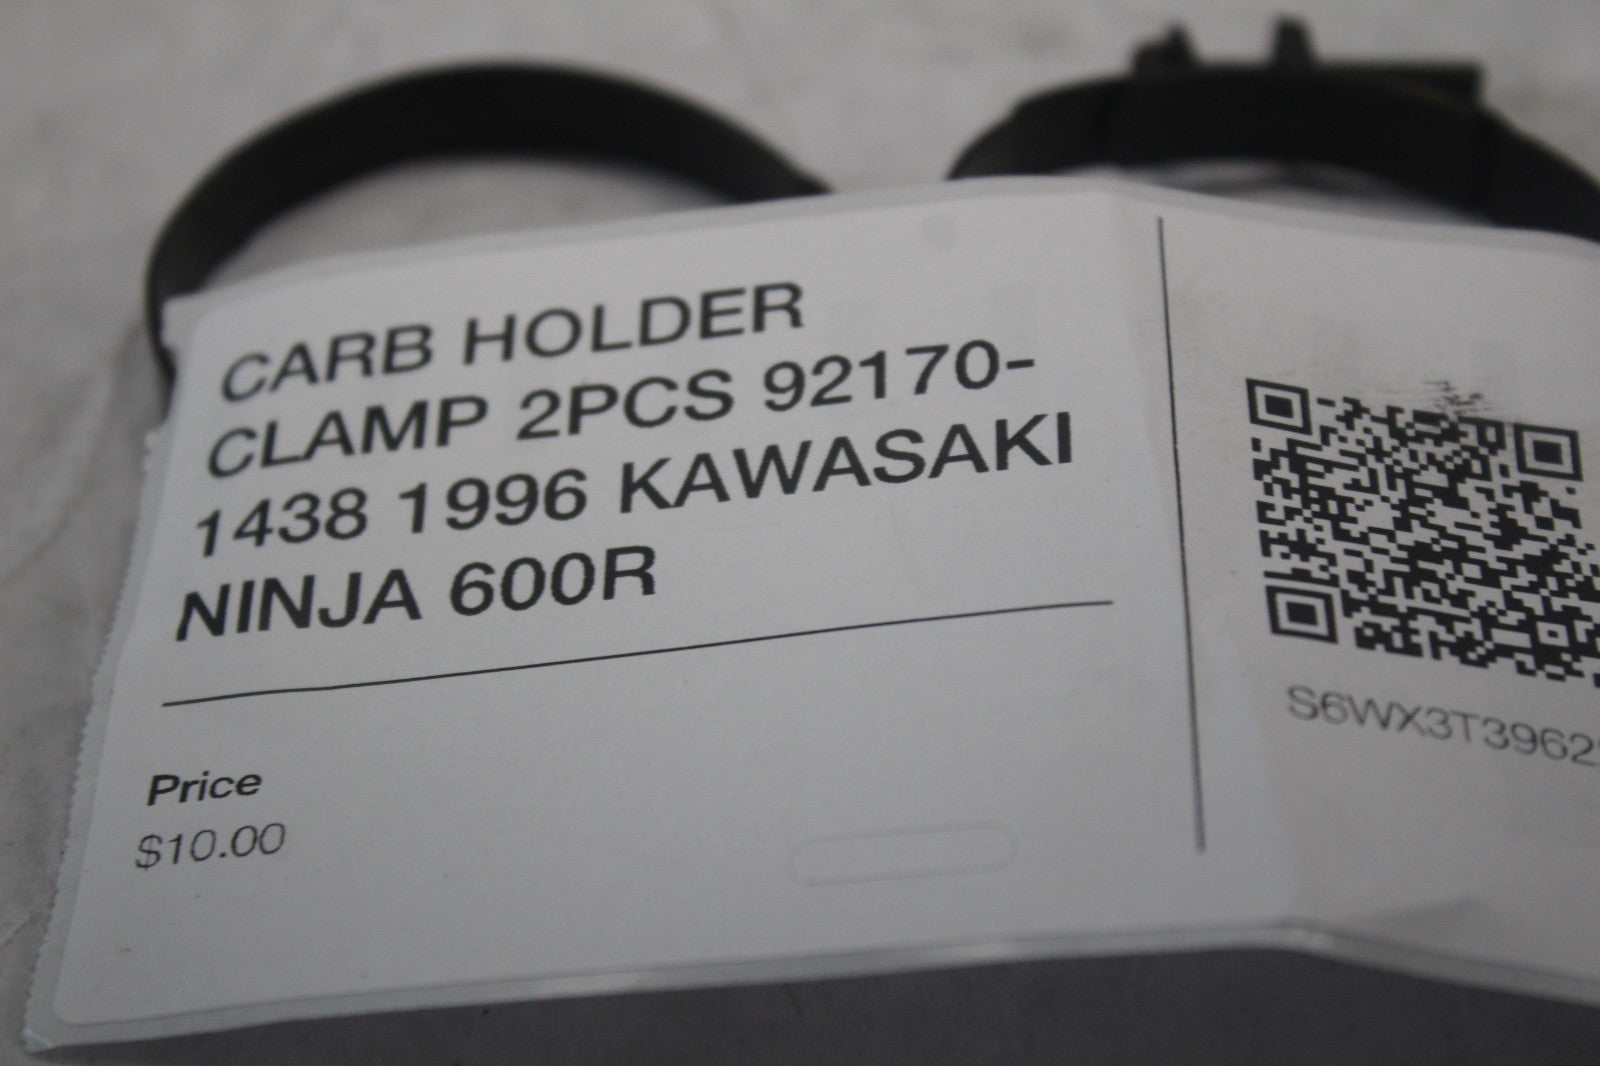 CARB HOLDER
CLAMP 2PCS 92170-
1438 1996 KAWASAKI
NINJA 600R
Price
$10.00